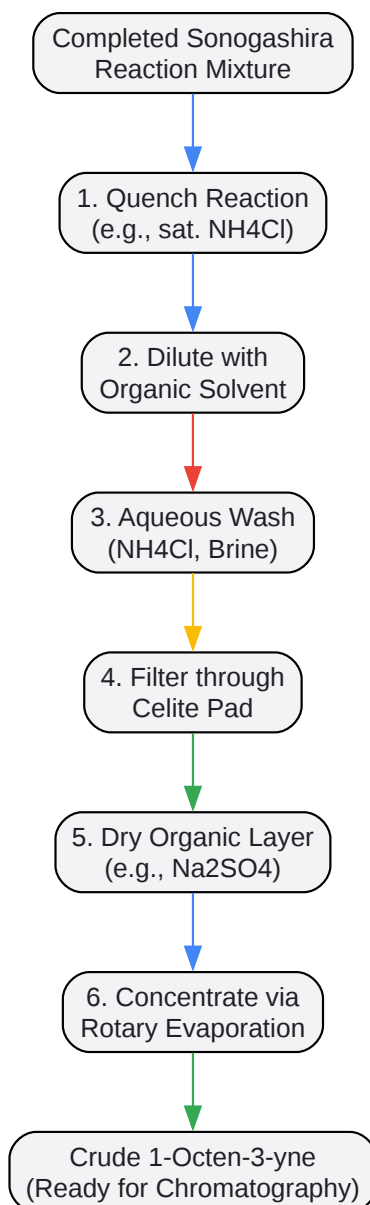 Completed Sonogashira
Reaction Mixture
1. Quench Reaction
(e.g., sat. NH4Cl)
2. Dilute with
Organic Solvent
3. Aqueous Wash
(NH4Cl, Brine)
4. Filter through
Celite Pad
5. Dry Organic Layer
(e.g., Na2SO4)
6. Concentrate via
Rotary Evaporation
Crude 1-Octen-3-yne
(Ready for Chromatography)